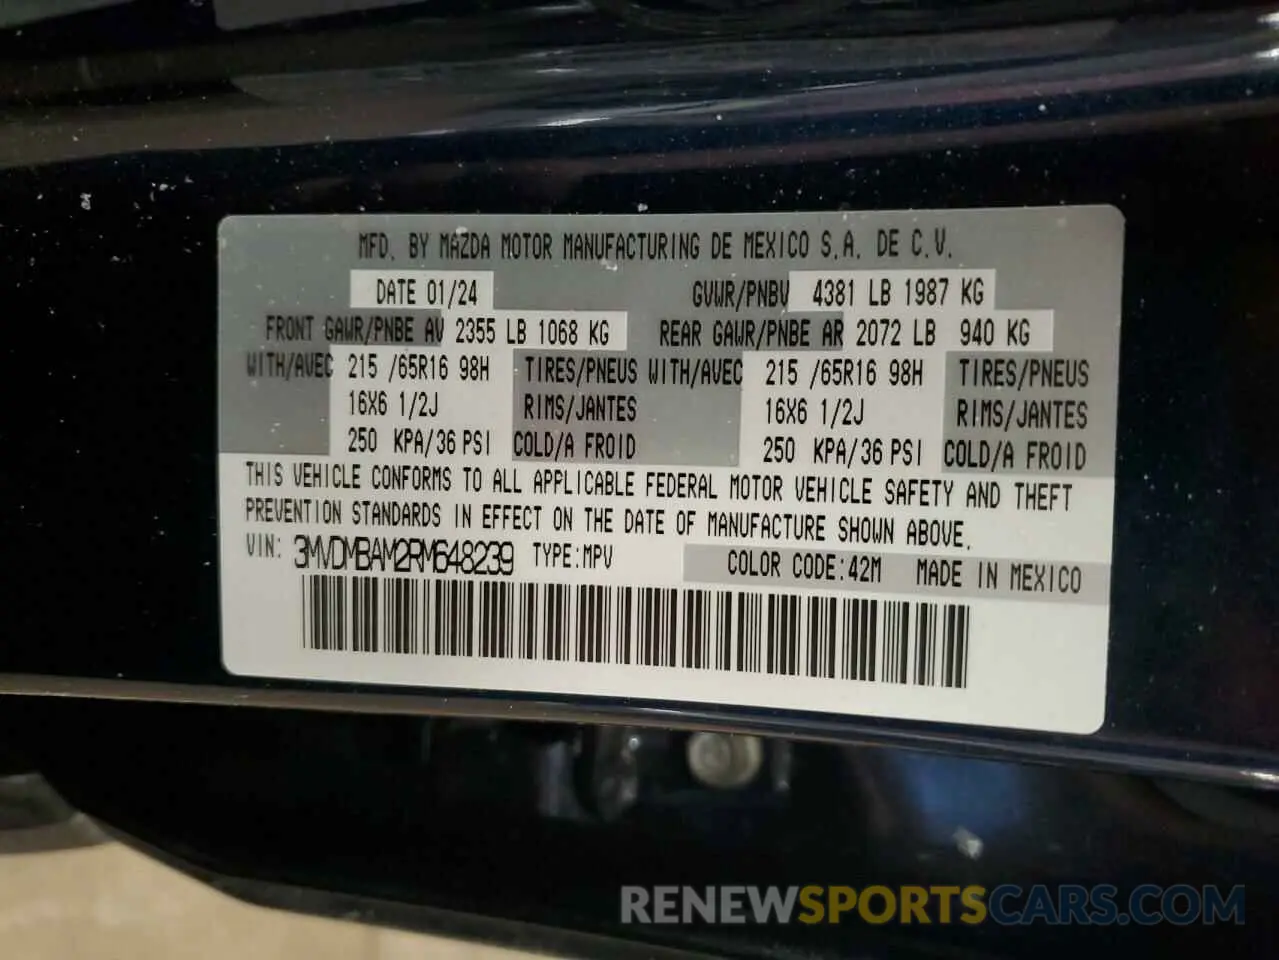 MFD. BY MAZDA MOTOR MANUFACTURING DE MEXICO S.A. DE C.V.
DATE 01/24 GVWR/PNBV 4381 LB 1987 KG
FRONT GAWR/PNBE AV 2355 LB 1068 KG REAR GAWR/PNBE AR 2072 LB 940 KG
WITH/AVEC 215 /65R16 98H TIRES/PNEUS WITH/AVEC 215 /65R16 98H TIRES/PNEUS
16X6 1/2J RIMS/JANTES 16X6 1/2J RIMS/JANTES
250 KPA/36 PSI COLD/A FROID 250 KPA/36 PSI COLD/A FROID
THIS VEHICLE CONFORMS TO ALL APPLICABLE FEDERAL MOTOR VEHICLE SAFETY AND THEFT
PREVENTION STANDARDS IN EFFECT ON THE DATE OF MANUFACTURE SHOWN ABOVE.
VIN: 3MVDMBAM2RM648239 TYPE:MPV COLOR CODE:42M MADE IN MEXICO
RENEWSPORTSCARS.COM